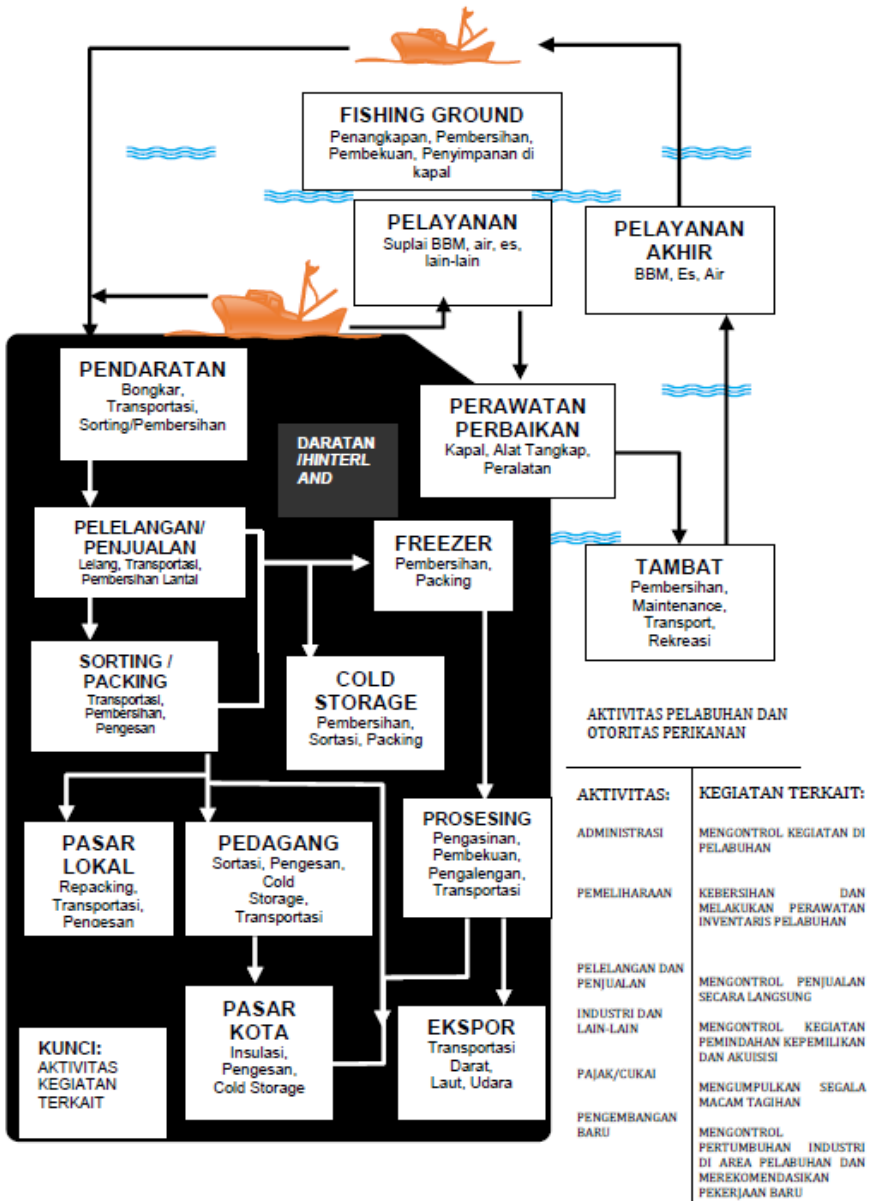 FISHING GROUND
Penangkapan, Pembersihan,
Pembekuan, Penyimpanan di
kapal
PELAYANAN
Suplai BBM, air, es,
lain-lain
PELAYANAN
AKHIR
BBM, Es, Air
PENDARATAN
Bongkar,
Transportasi,
Sorting/Pembersihan
PERAWATAN
PERBAIKAN
Kapal, Alat Tangkap,
Peralatan
DARATAN
/HINTERL
AND
PELELANGAN/
PENJUALAN
Lelang, Transportasi,
Pembersihan Lantai
FREEZER
Pembersihan,
Packing
TAMBAT
Pembersihan,
Maintenance,
Transport,
Rekreasi
SORTING /
PACKING
Transportasi,
Pembersihan,
Pengesan
COLD
STORAGE
Pembersihan,
Sortasi, Packing
PASAR
LOKAL
Repacking,
Transportasi,
Pengesan
PEDAGANG
Sortasi, Pengesan,
Cold
Storage,
Transportasi
PROSESING
Pengasinan,
Pembekuan,
Pengalengan,
Transportasi
PASAR
KOTA
Insulasi,
Pengesan,
Cold Storage
EKSPOR
Transportasi
Darat,
Laut, Udara
KUNCI:
AKTIVITAS
KEGIATAN
TERKAIT
AKTIVITAS PELABUHAN DAN
OTORITAS PERIKANAN
AKTIVITAS:
KEGIATAN TERKAIT:
ADMINISTRASI
MENGONTROL KEGIATAN DI
PELABUHAN
PEMELIHARAAN
KEBERSIHAN DAN
MELAKUKAN PERAWATAN
INVENTARIS PELABUHAN
PELELANGAN DAN
PENJUALAN
MENGONTROL PENJUALAN
SECARA LANGSUNG
INDUSTRI DAN
LAIN-LAIN
MENGONTROL KEGIATAN
PEMINDAHAN KEPEMILIKAN
DAN AKUISISI
PAJAK/CUKAI
MENGUMPULKAN SEGALA
MACAM TAGIHAN
PENGEMBANGAN
BARU
MENGONTROL
PERTUMBUHAN INDUSTRI
DI AREA PELABUHAN DAN
MEREKOMENDASIKAN
PEKERJAAN BARU